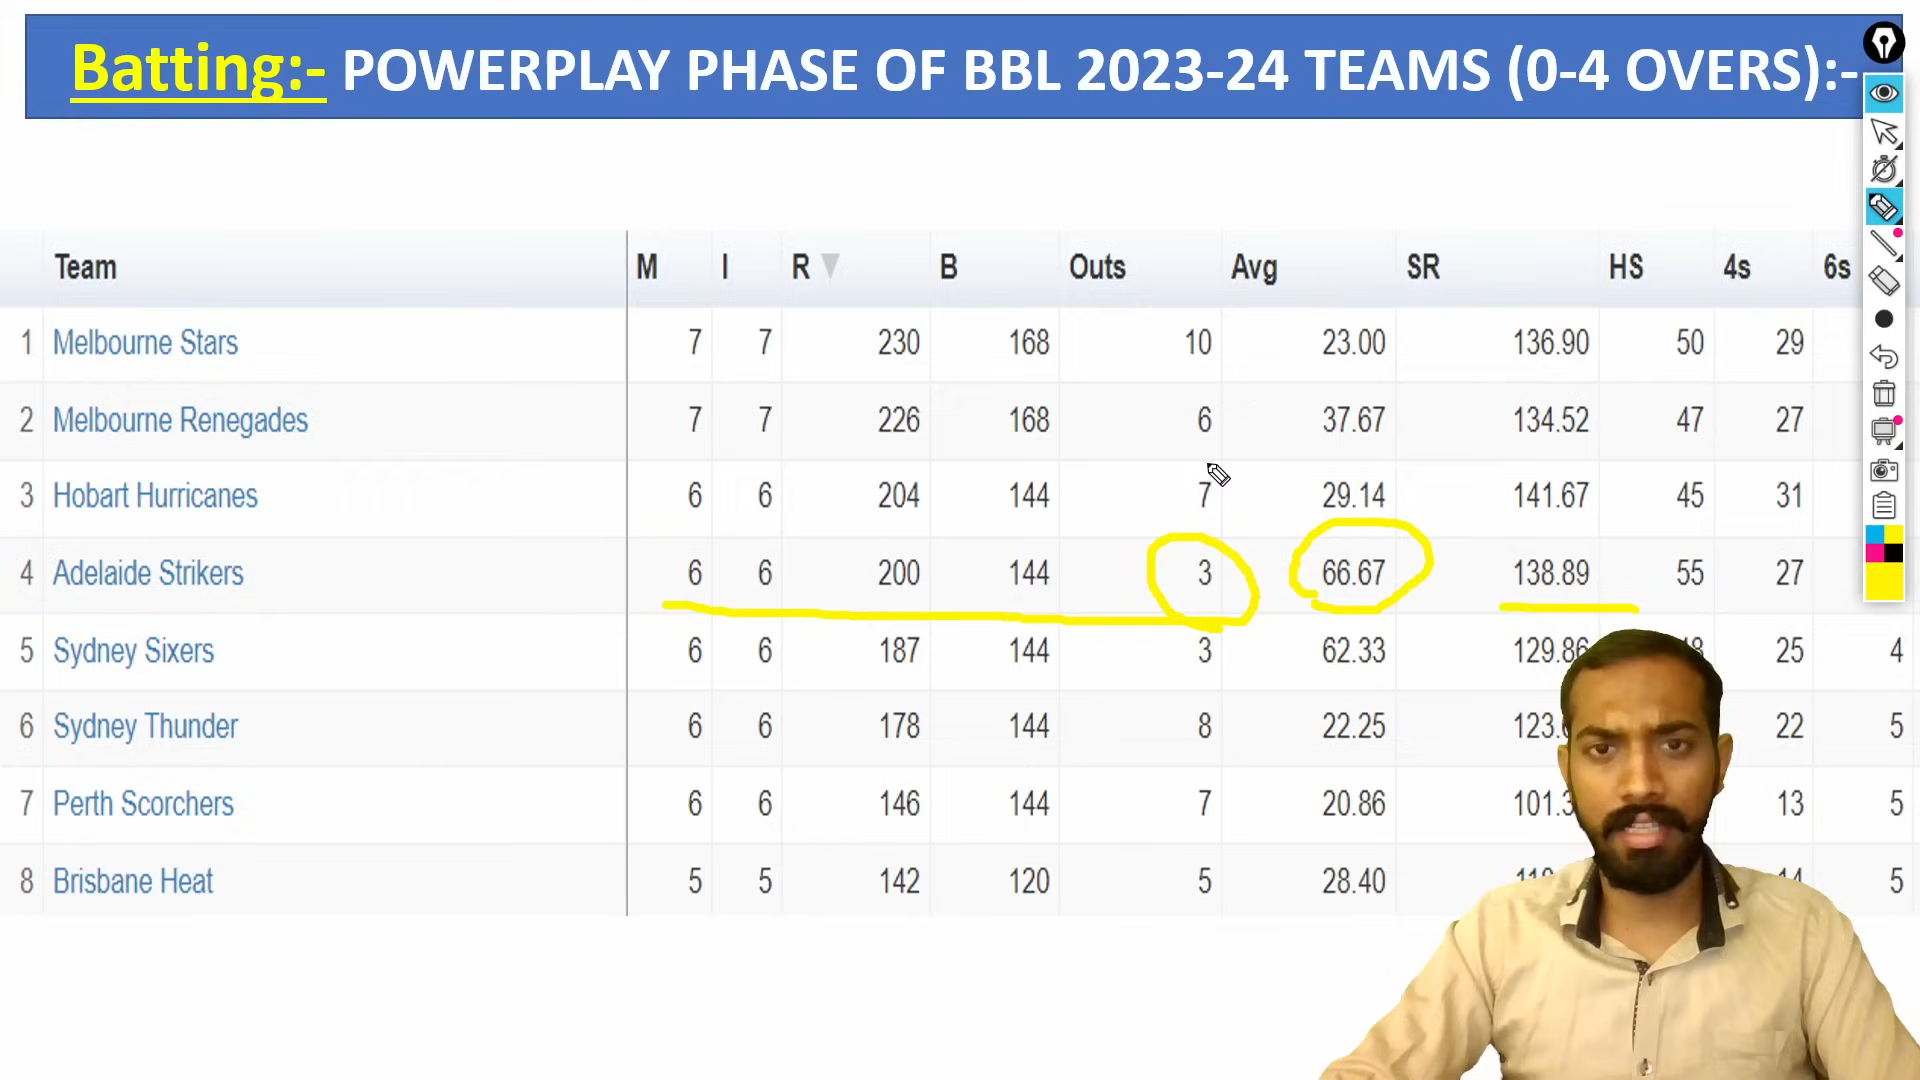 Batting:- POWERPLAY PHASE OF BBL 2023-24 TEAMS (0-4 OVERS):-
Team M I R B Outs Avg SR HS 4s 6s
1 Melbourne Stars 7 7 230 168 10 23.00 136.90 50 29
2 Melbourne Renegades 7 7 226 168 6 37.67 134.52 47 27
3 Hobart Hurricanes 6 6 204 144 7 29.14 141.67 45 31
4 Adelaide Strikers 6 6 200 144 3 66.67 138.89 55 27
5 Sydney Sixers 6 6 187 144 3 62.33 129.86 25 4
6 Sydney Thunder 6 6 178 144 8 22.25 22 5
7 Perth Scorchers 6 6 146 144 7 20.86 13 5
8 Brisbane Heat 5 5 142 120 5 28.40 5